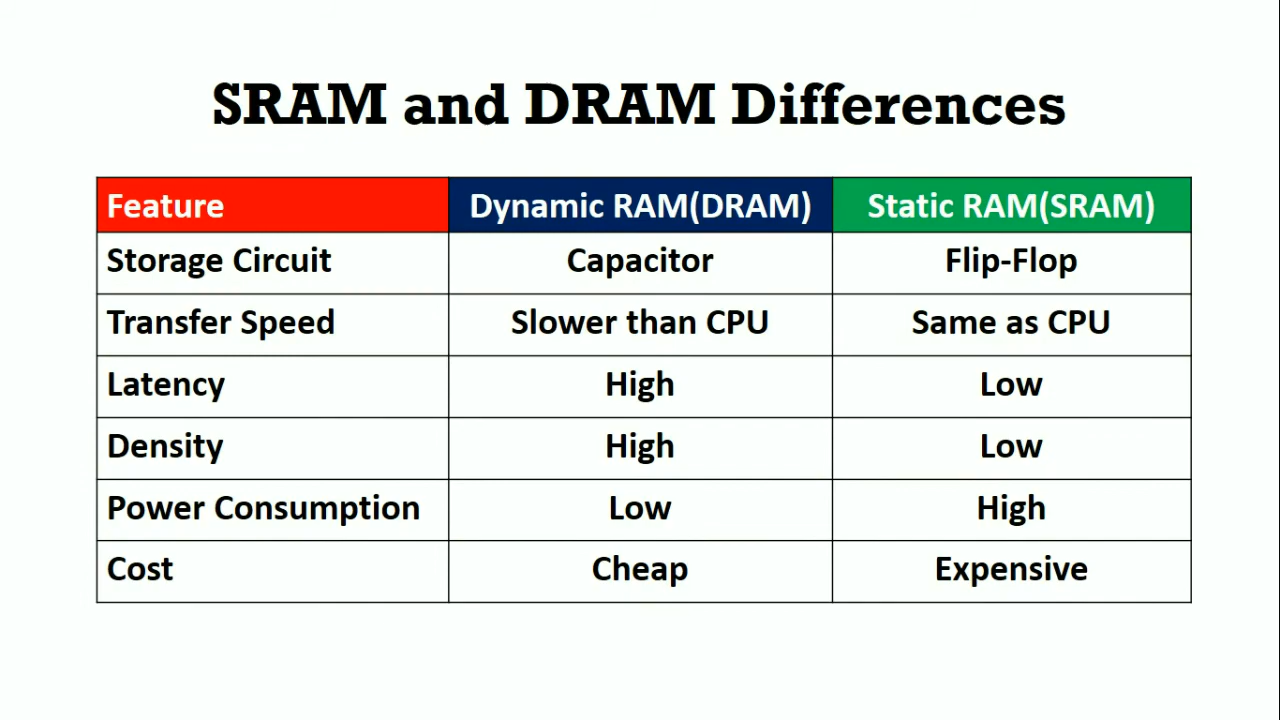 SRAM and DRAM Differences
Feature Dynamic RAM(DRAM) Static RAM(SRAM)
Storage Circuit Capacitor Flip-Flop
Transfer Speed Slower than CPU Same as CPU
Latency High Low
Density High Low
Power Consumption Low High
Cost Cheap Expensive